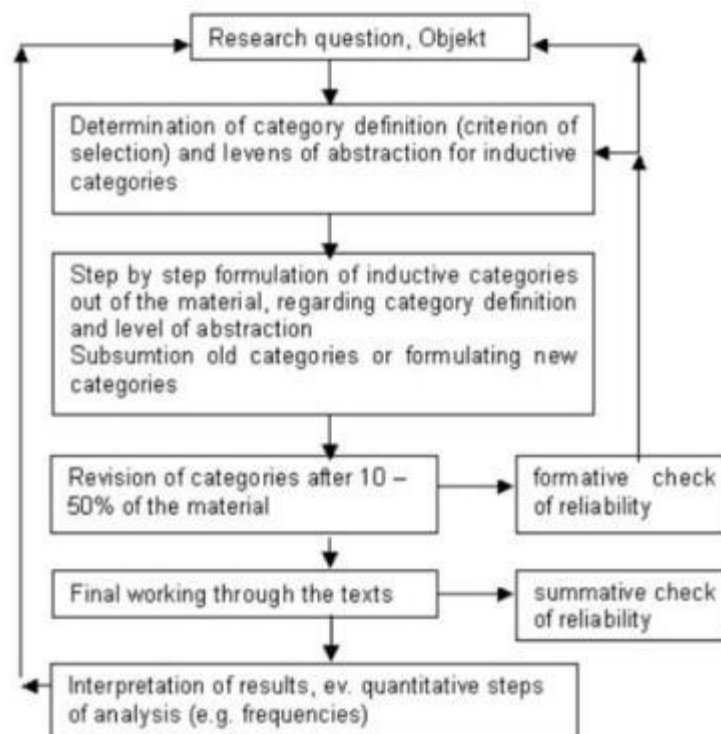 Research question, Objekt
Determination of category definition (criterion of
selection) and levens of abstraction for inductive
categories
Step by step formulation of inductive categories
out of the material, regarding category definition
and level of abstraction
Subsumtion old categories or formulating new
categories
Revision of categories after 10 –
50% of the material
formative check
of reliability
Final working through the texts
summative check
of reliability
Interpretation of results, ev. quantitative steps
of analysis (e.g. frequencies)